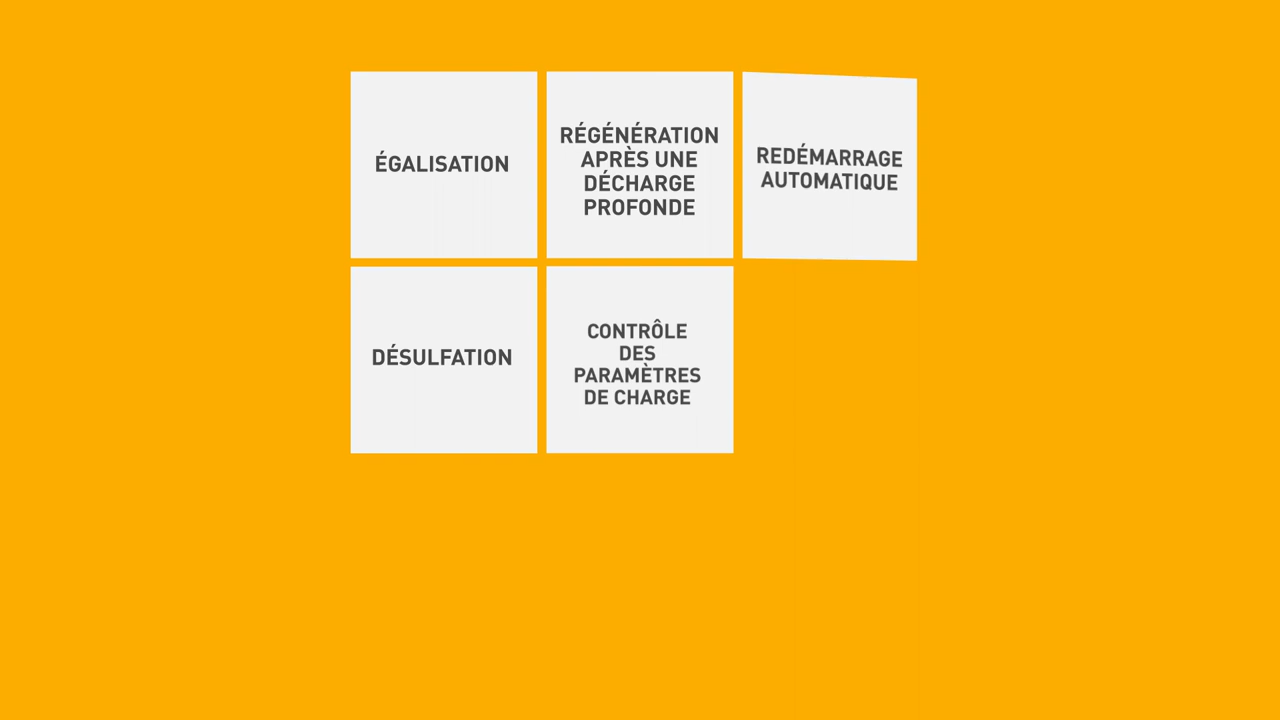 ÉGALISATION
RÉGÉNÉRATION
APRÈS UNE
DÉCHARGE
PROFONDE
REDÉMARRAGE
AUTOMATIQUE
DÉSULFATION
CONTRÔLE
DES
PARAMÈTRES
DE CHARGE